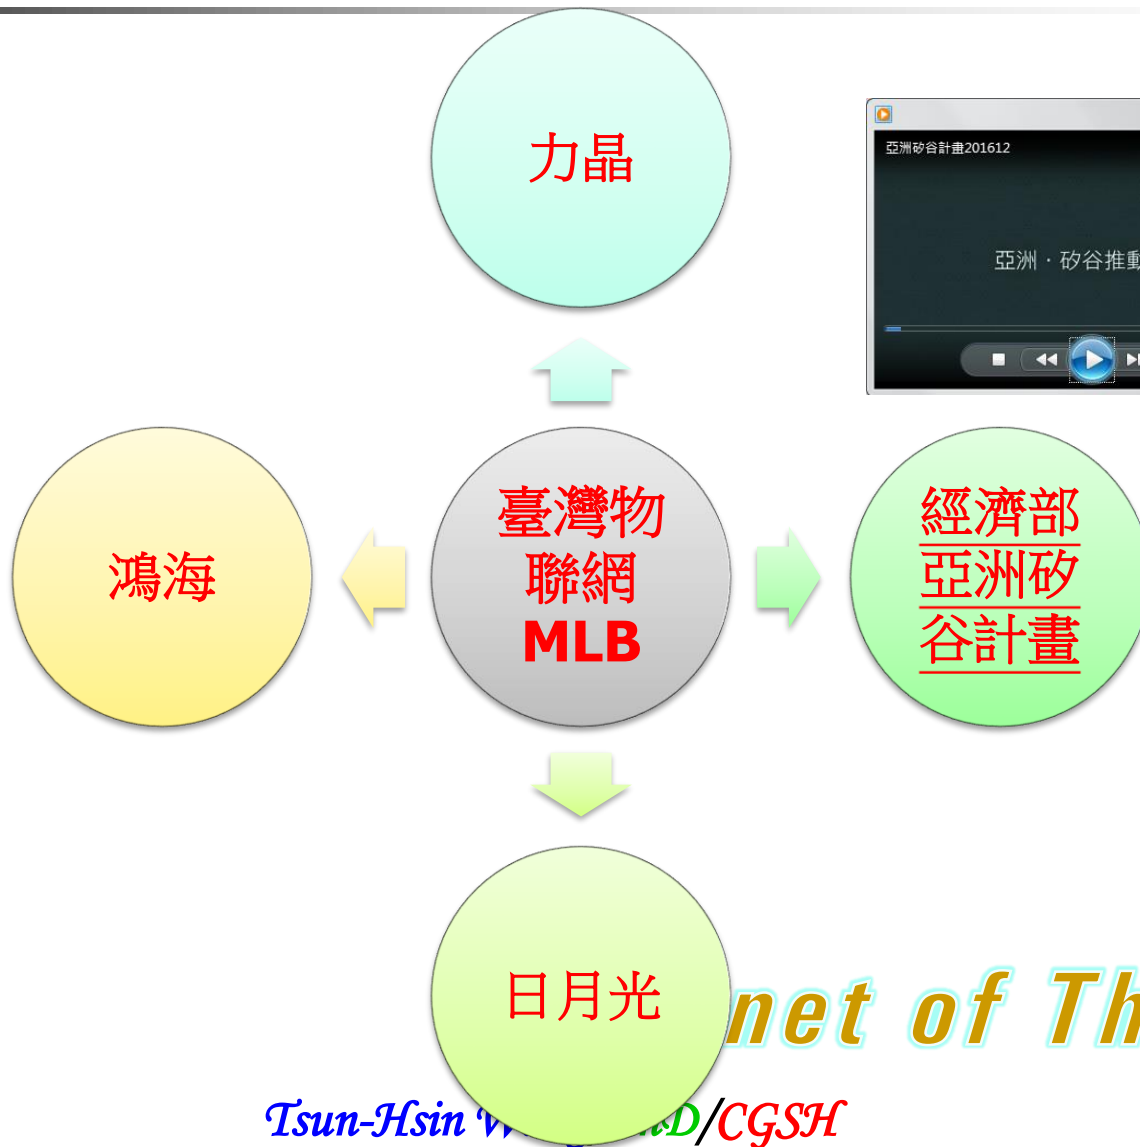 力晶
亞洲矽谷計畫201612
亞洲．矽谷推動
鴻海
臺灣物
聯網
MLB
經濟部
亞洲矽
谷計畫
日月光
net of Th
Tsun-Hsin D/CGSH